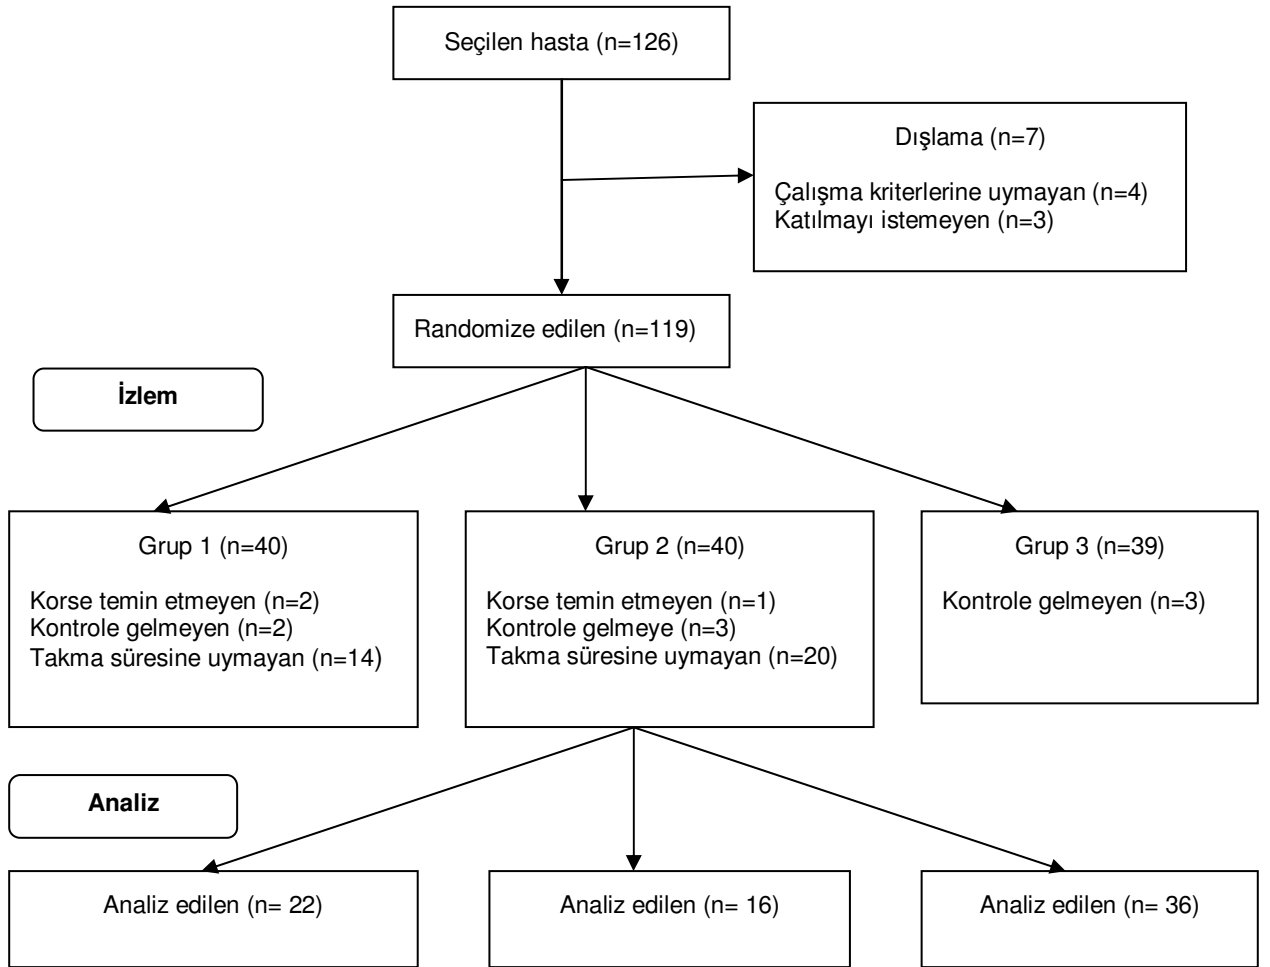 Seçilen hasta (n=126)
Dışlama (n=7)
Çalışma kriterlerine uymayan (n=4)
Katılmayı istemeyen (n=3)
Randomize edilen (n=119)
İzlem
Grup 1 (n=40)
Korse temin etmeyen (n=2)
Kontrole gelmeyen (n=2)
Takma süresine uymayan (n=14)
Grup 2 (n=40)
Korse temin etmeyen (n=1)
Kontrole gelmeye (n=3)
Takma süresine uymayan (n=20)
Grup 3 (n=39)
Kontrole gelmeyen (n=3)
Analiz
Analiz edilen (n= 22)
Analiz edilen (n= 16)
Analiz edilen (n= 36)